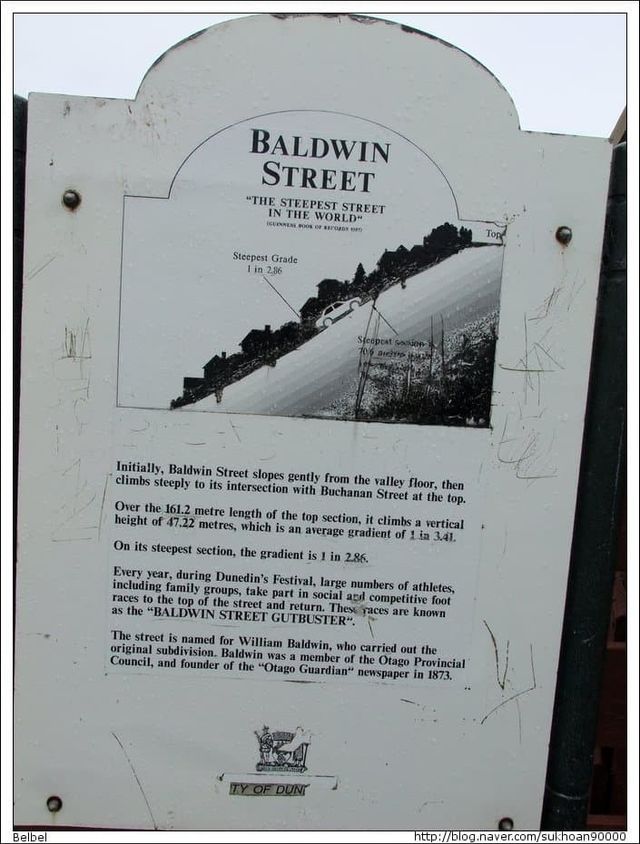 BALDWIN
STREET
"THE STEEPEST STREET
IN THE WORLD"
(GUINNESS BOOK OF RECORDS 1987)
Top
Steepest Grade
1 in 2.86
Steepest section
Initially, Baldwin Street slopes gently from the valley floor, then
climbs steeply to its intersection with Buchanan Street at the top.
Over the 161.2 metre length of the top section, it climbs a vertical
height of 47.22 metres, which is an average gradient of 1 in 3.41.
On its steepest section, the gradient is 1 in 2.86.
Every year, during Dunedin's Festival, large numbers of athletes,
including family groups, take part in social and competitive foot
races to the top of the street and return. These races are known
as the "BALDWIN STREET GUTBUSTER".
The street is named for William Baldwin, who carried out the
original subdivision. Baldwin was a member of the Otago Provincial
Council, and founder of the "Otago Guardian" newspaper in 1873.
TY OF DUN
Belbel
http://blog.naver.com/sukhoan90000